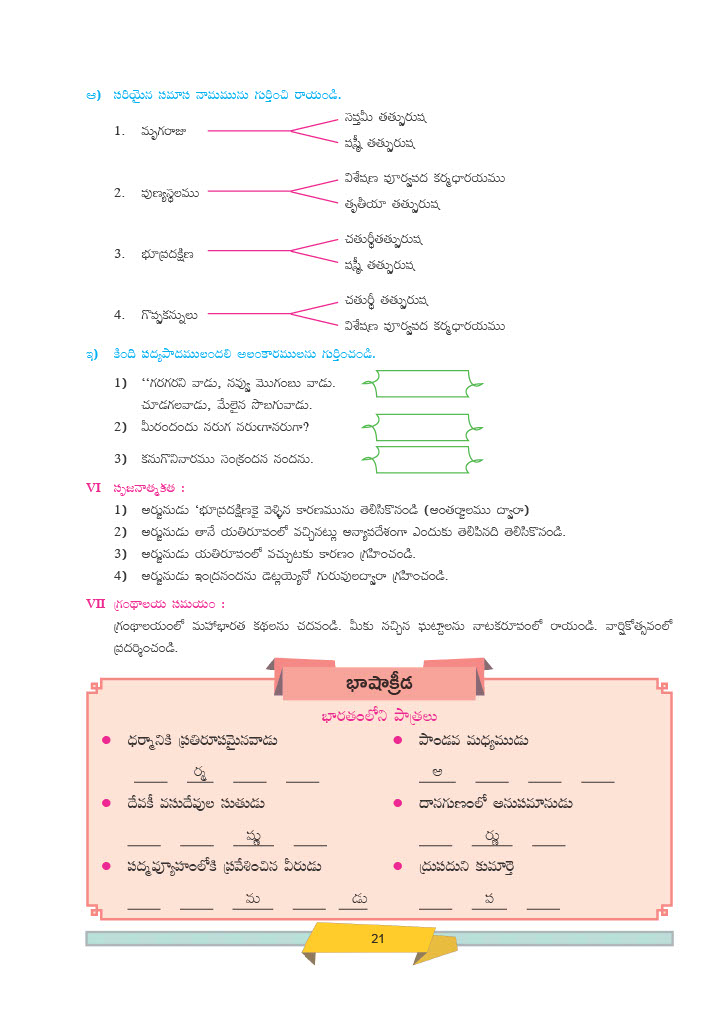 ఆ) సరియైన సమాస నామమును గుర్తించి రాయండి.
1. మృగరాజు
సప్తమీ తత్పురుష
షష్ఠీ తత్పురుష
2. పుణ్యస్థలము
విశేషణ పూర్వపద కర్మధారయము
తృతీయా తత్పురుష
3. భూప్రదక్షిణ
చతుర్థీతత్పురుష
షష్ఠీ తత్పురుష
4. గొప్పకన్నులు
చతుర్థీ తత్పురుష
విశేషణ పూర్వపద కర్మధారయము
ఇ) కింది పద్యపాదములందలి అలంకారములను గుర్తించండి.
1) ‘‘గరగరని వాడు, నవ్వు మొగంబు వాడు.
చూడగలవాడు, మేలైన సొబగువాడు.
2) మీరందందు నరుగ నరుఁగానరుగా?
3) కనుగొనినారము సంక్రందన నందను.
VI సృజనాత్మకత :
1) అర్జునుడు ‘భూప్రదక్షిణకై వెళ్ళిన కారణమును తెలిసికొనండి (అంతర్జాలము ద్వారా)
2) అర్జునుడు తానే యతిరూపంలో వచ్చినట్లు అన్యాపదేశంగా ఎందుకు తెలిపినది తెలిసికొనండి.
3) అర్జునుడు యతిరూపంలో వచ్చుటకు కారణం గ్రహించండి.
4) అర్జునుడు ఇంద్రనందను డెట్లయ్యెనో గురువులద్వారా గ్రహించండి.
VII గ్రంథాలయ సమయం :
గ్రంథాలయంలో మహాభారత కథలను చదవండి. మీకు నచ్చిన ఘట్టాలను నాటకరూపంలో రాయండి. వార్షికోత్సవంలో
ప్రదర్శించండి.
భాషాక్రీడ
భారతంలోని పాత్రలు
ధర్మానికి ప్రతిరూపమైనవాడు
పాండవ మధ్యముడు
____ ర్మ ____ ____
అ ____ ____ ____
దేవకీ వసుదేవుల సుతుడు
దానగుణంలో అనుపమానుడు
____ ____ ష్ణు ____
____ ర్ణు ____
పద్మవ్యూహంలోకి ప్రవేశించిన వీరుడు
ద్రుపదుని కుమార్తె
____ ____ మ ____ డు
____ ప ____
21